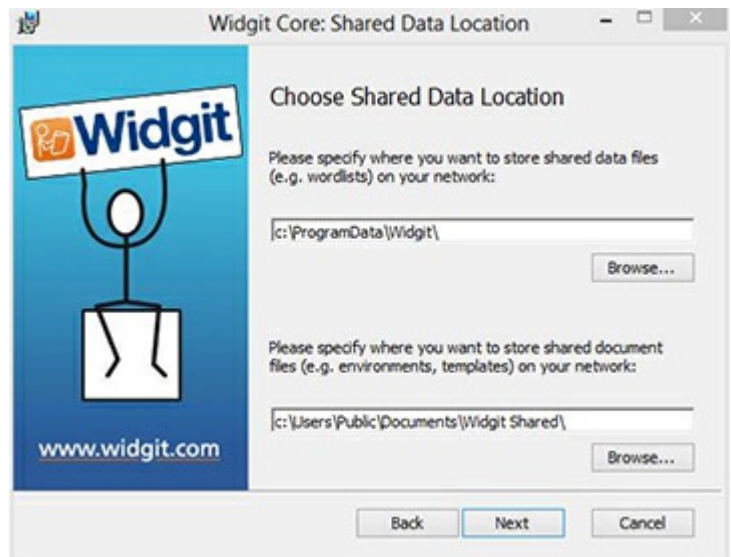 Widgit Core: Shared Data Location
Widgit
www.widgit.com
Choose Shared Data Location
Please specify where you want to store shared data files
(e.g. wordlists) on your network:
c:\ProgramData\Widgit\
Browse...
Please specify where you want to store shared document
files (e.g. environments, templates) on your network:
c:\Users\Public\Documents\Widgit Shared\
Browse...
Back Next Cancel